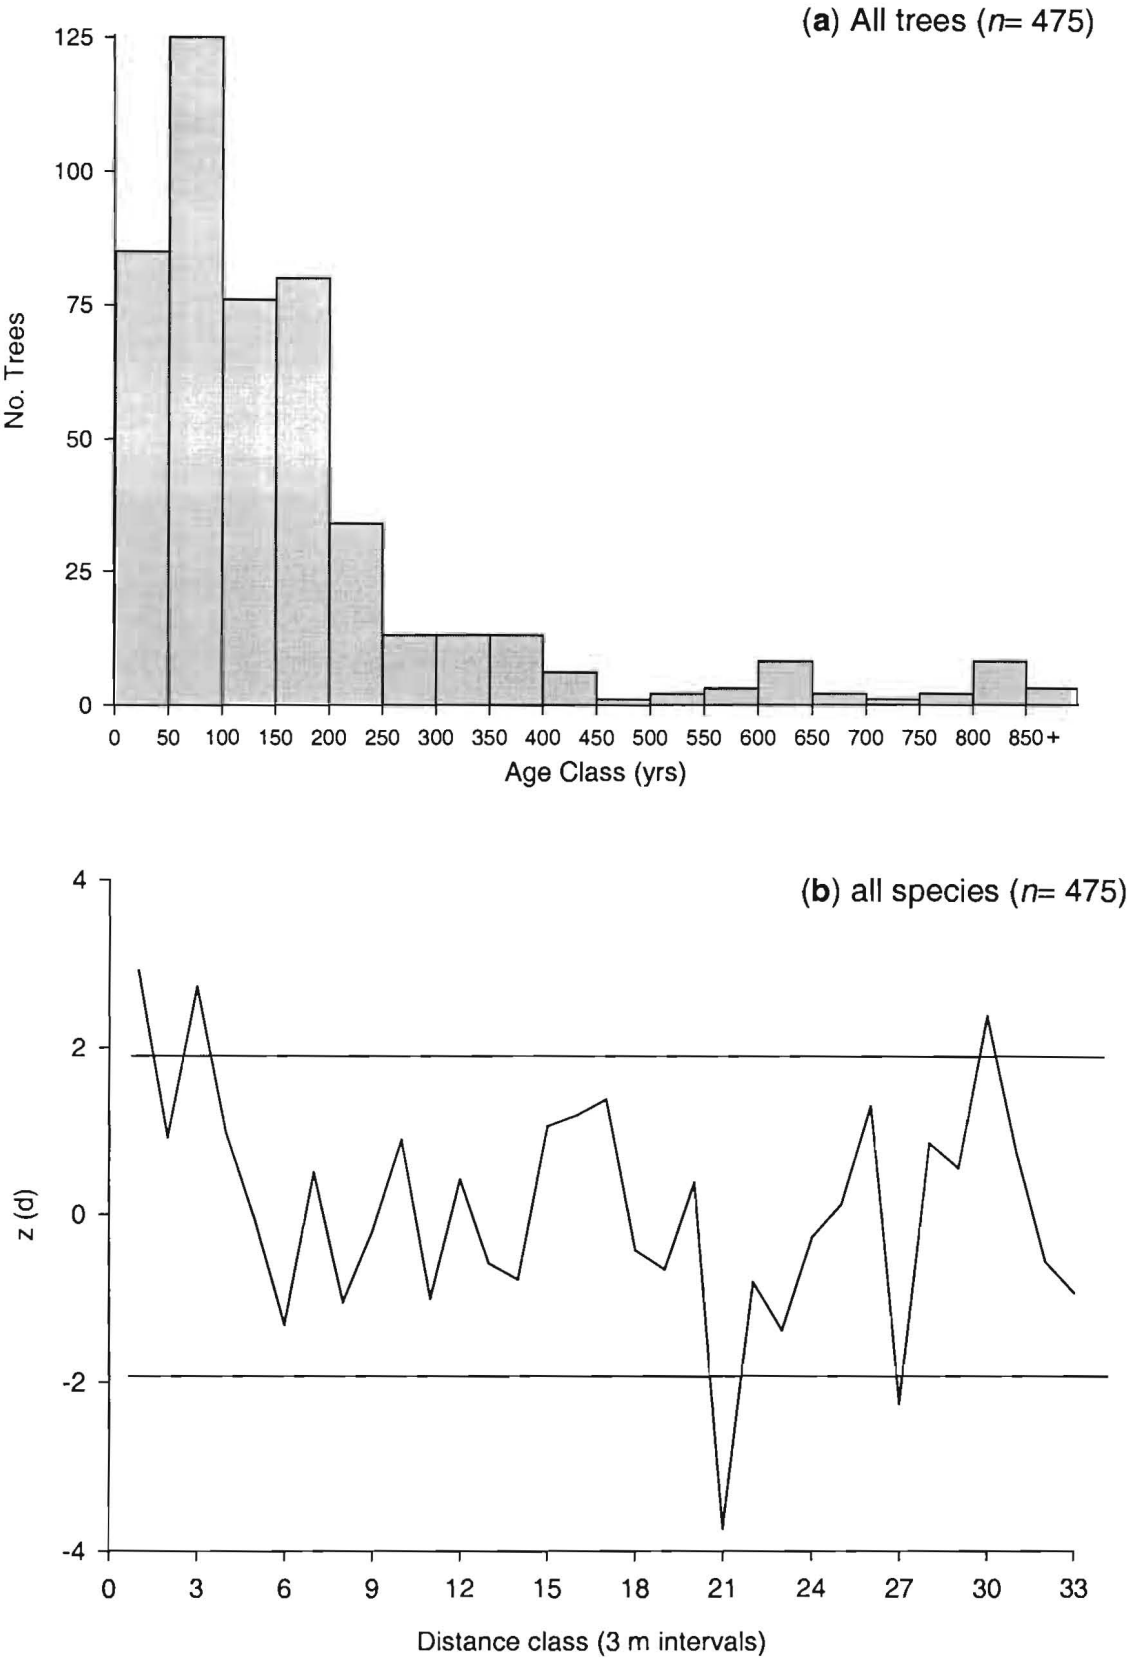 (a) All trees (n= 475)
125
100
75
50
25
0
No. Trees
0 50 100 150 200 250 300 350 400 450 500 550 600 650 700 750 800 850+
Age Class (yrs)
(b) all species (n= 475)
4
2
0
-2
-4
z (d)
0 3 6 9 12 15 18 21 24 27 30 33
Distance class (3 m intervals)